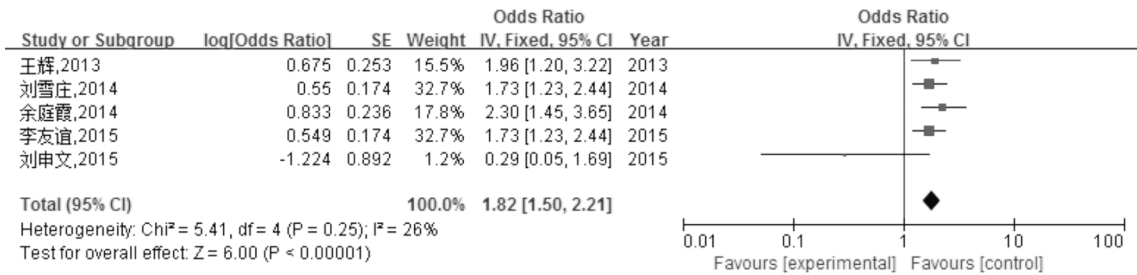 Odds Ratio Odds Ratio
Study or Subgroup log[Odds Ratio] SE Weight IV, Fixed, 95% CI Year IV, Fixed, 95% CI
王辉,2013 0.675 0.253 15.5% 1.96 [1.20, 3.22] 2013
刘雪庄,2014 0.55 0.174 32.7% 1.73 [1.23, 2.44] 2014
余庭霞,2014 0.833 0.236 17.8% 2.30 [1.45, 3.65] 2014
李友谊,2015 0.549 0.174 32.7% 1.73 [1.23, 2.44] 2015
刘申文,2015 -1.224 0.892 1.2% 0.29 [0.05, 1.69] 2015
Total (95% CI) 100.0% 1.82 [1.50, 2.21]
Heterogeneity: Chi² = 5.41, df = 4 (P = 0.25); I² = 26%
Test for overall effect: Z = 6.00 (P < 0.00001)
0.01 0.1 1 10 100
Favours [experimental] Favours [control]